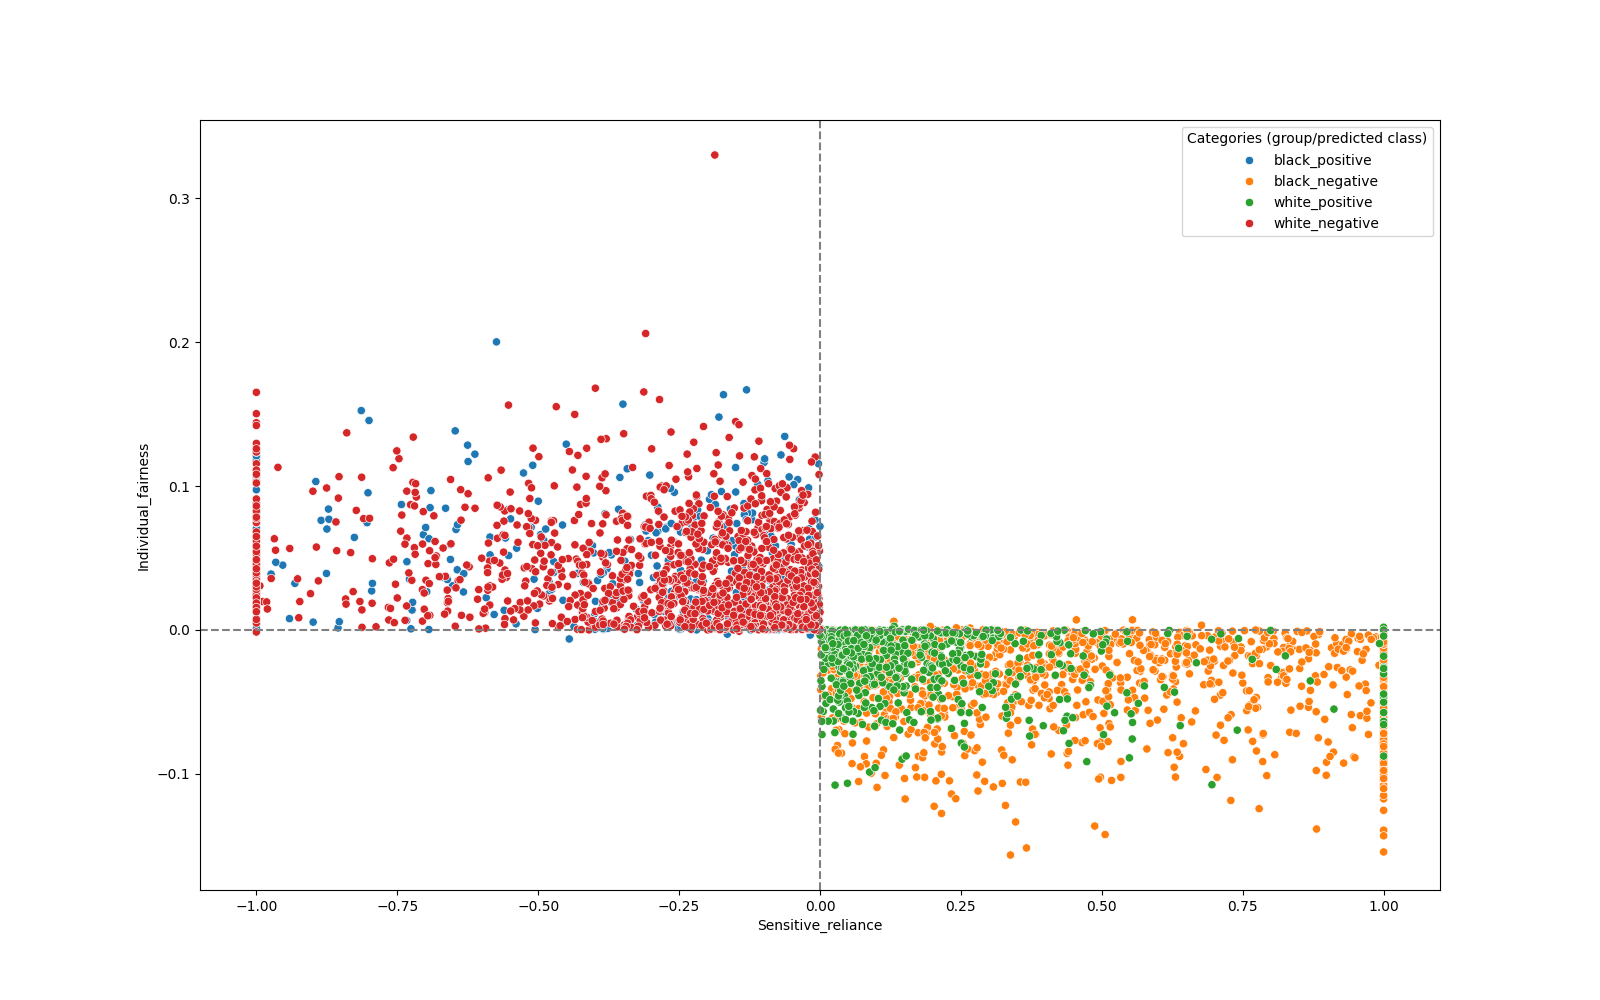 Categories (group/predicted class)
black_positive
black_negative
white_positive
white_negative
0.3
0.2
0.1
0.0
−0.1
Individual_fairness
−1.00 −0.75 −0.50 −0.25 0.00 0.25 0.50 0.75 1.00
Sensitive_reliance